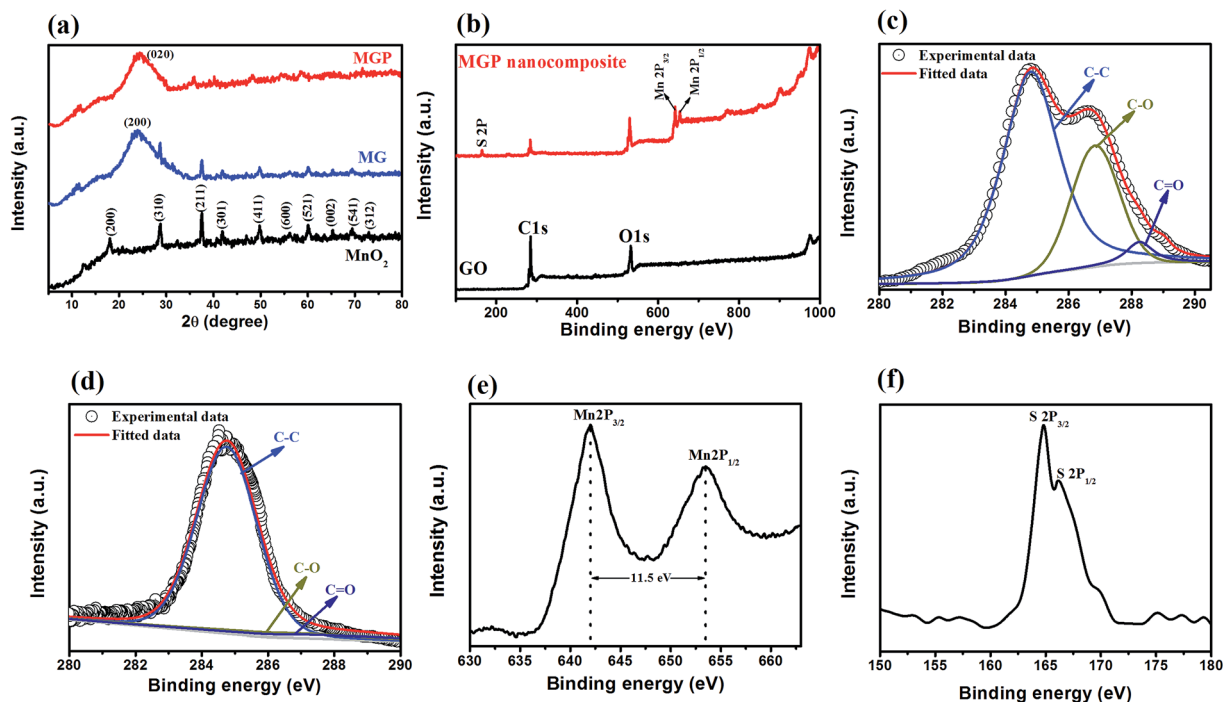 (a)
MGP
(020)
(200)
MG
(200)
(310)
(211)
(301)
(411)
(600)
(521)
(002)
(541)
(312)
MnO₂
Intensity (a.u.)
10 20 30 40 50 60 70 80
2θ (degree)
(b)
MGP nanocomposite
Mn 2P3/2
Mn 2P1/2
S 2P
C1s
O1s
GO
Intensity (a.u.)
200 400 600 800 1000
Binding energy (eV)
(c)
Experimental data
Fitted data
C-C
C-O
C=O
Intensity (a.u.)
280 282 284 286 288 290
Binding energy (eV)
(d)
Experimental data
Fitted data
C-C
C-O
C=O
Intensity (a.u.)
280 282 284 286 288 290
Binding energy (eV)
(e)
Mn2P3/2
Mn2P1/2
11.5 eV
Intensity (a.u.)
630 635 640 645 650 655 660
Binding energy (eV)
(f)
S 2P3/2
S 2P1/2
Intensity (a.u.)
150 155 160 165 170 175 180
Binding energy (eV)